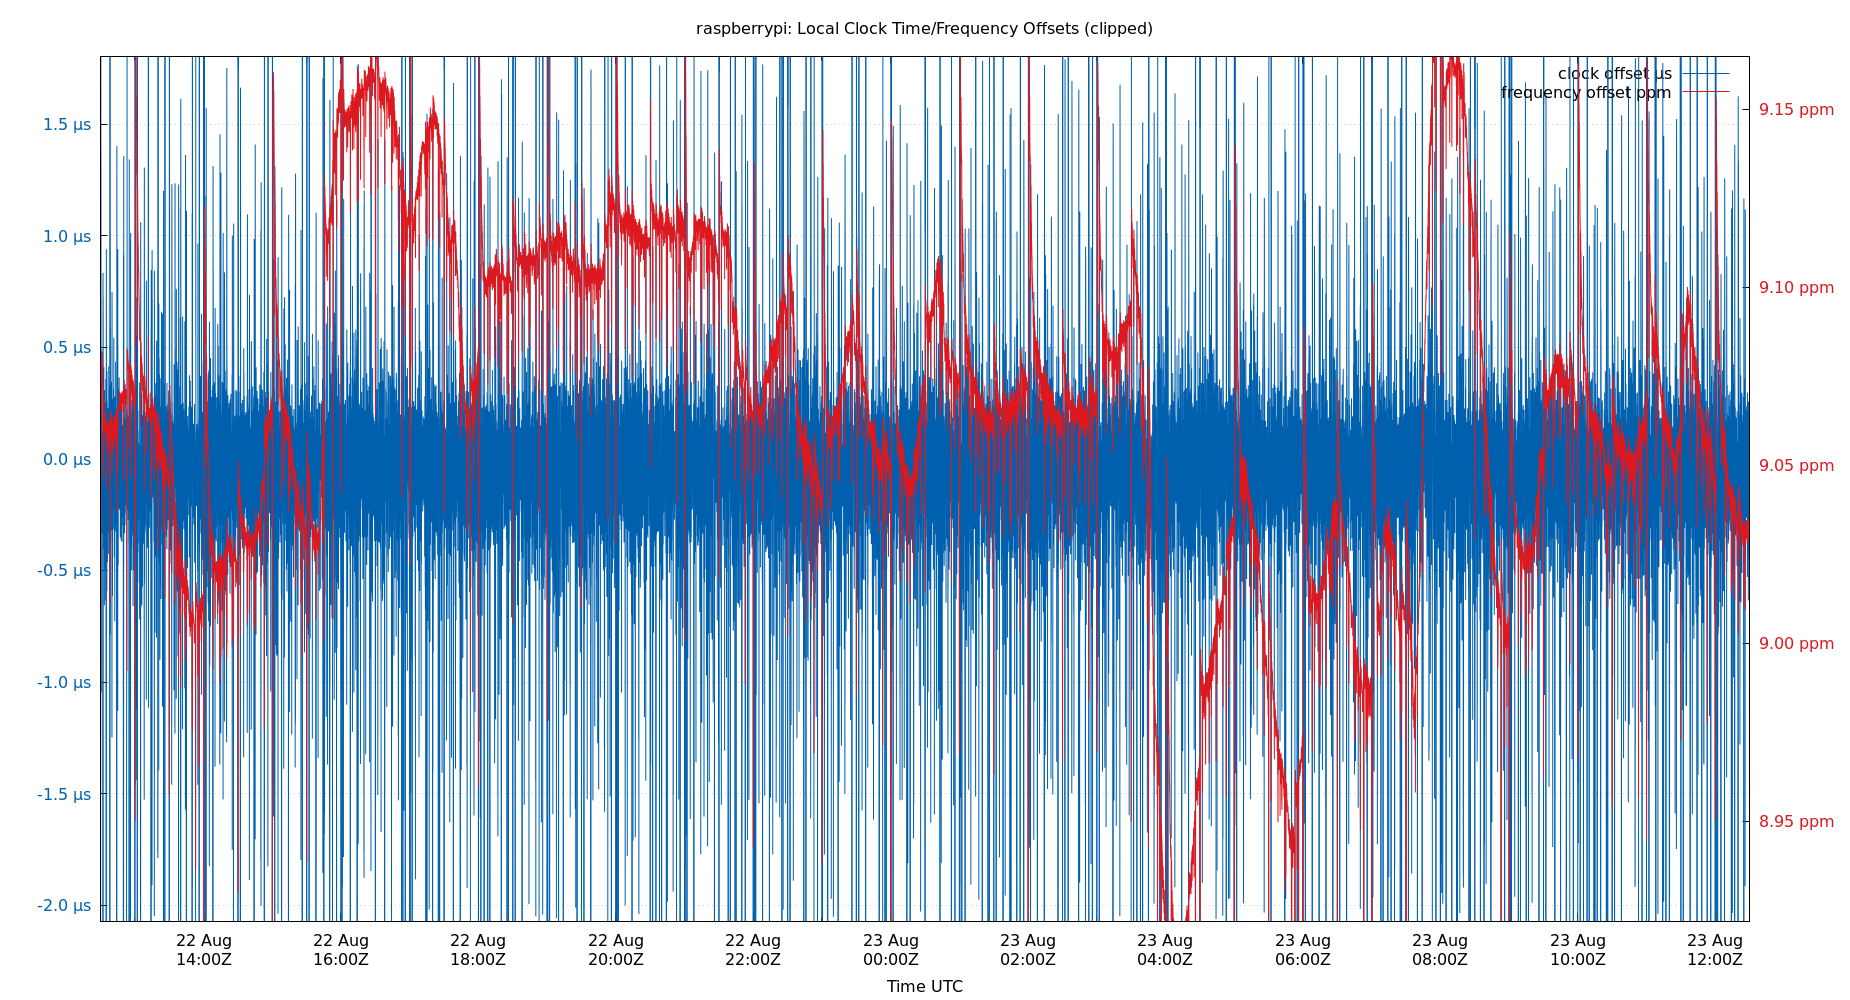 raspberrypi: Local Clock Time/Frequency Offsets (clipped)
clock offset µs
frequency offset ppm
1.5 µs
1.0 µs
0.5 µs
0.0 µs
-0.5 µs
-1.0 µs
-1.5 µs
-2.0 µs
9.15 ppm
9.10 ppm
9.05 ppm
9.00 ppm
8.95 ppm
22 Aug 22 Aug 22 Aug 22 Aug 22 Aug 23 Aug 23 Aug 23 Aug 23 Aug 23 Aug 23 Aug 23 Aug
14:00Z 16:00Z 18:00Z 20:00Z 22:00Z 00:00Z 02:00Z 04:00Z 06:00Z 08:00Z 10:00Z 12:00Z
Time UTC